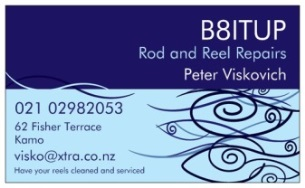 B8ITUP
Rod and Reel Repairs
Peter Viskovich
021 02982053
62 Fisher Terrace
Kamo
visko@xtra.co.nz
Have your reels cleaned and serviced